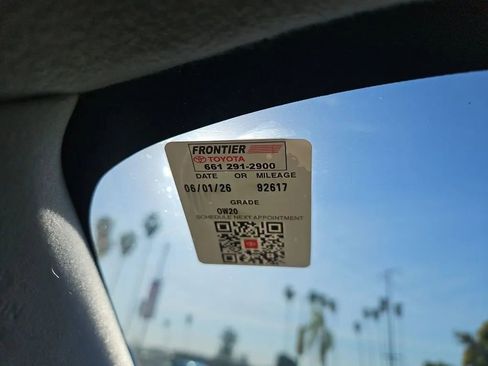 FRONTIER
TOYOTA
661 291-2900
DATE OR MILEAGE
06/01/26 92617
GRADE
0W20
SCHEDULE NEXT APPOINTMENT